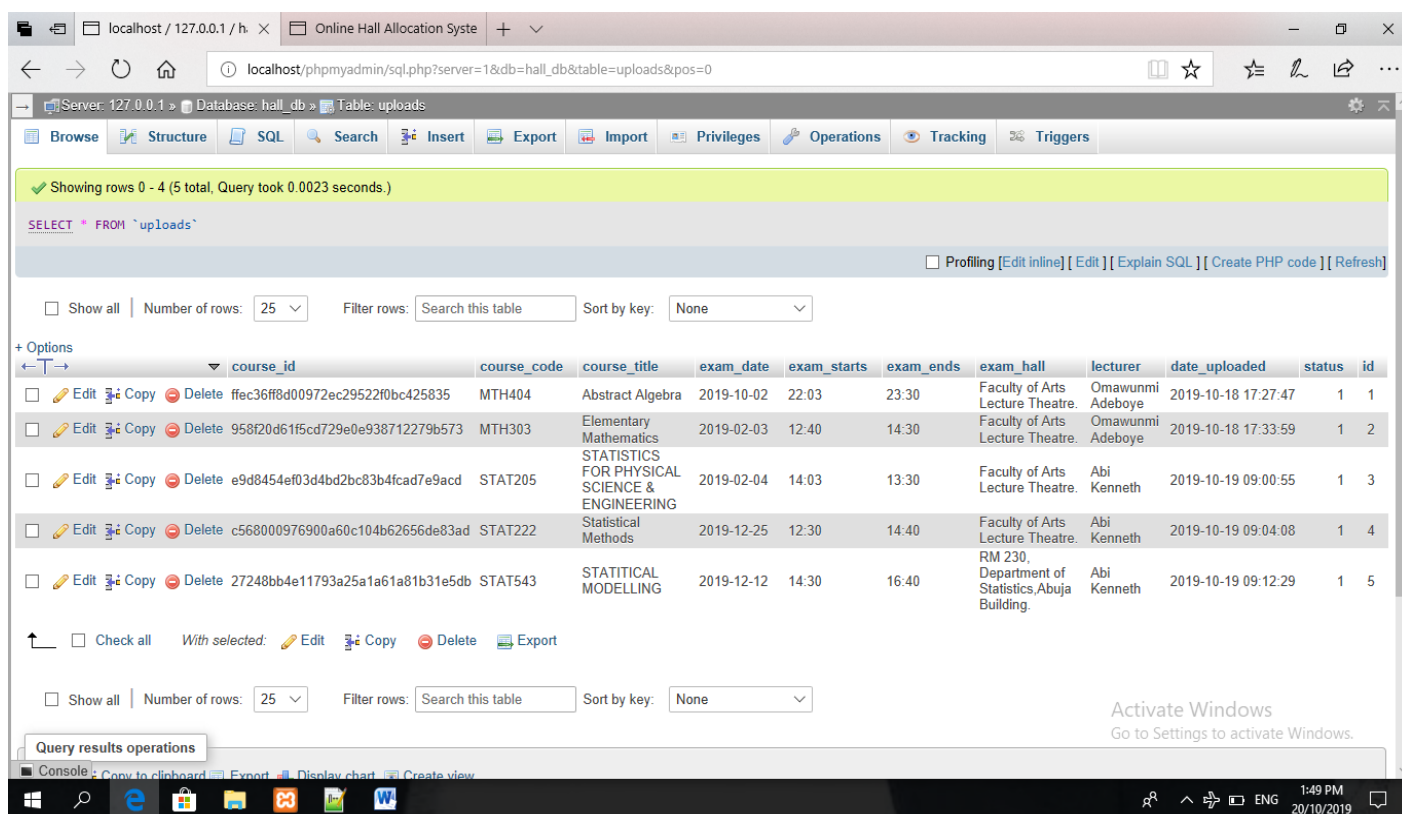 localhost / 127.0.0.1 / h. Online Hall Allocation Syste
localhost/phpmyadmin/sql.php?server=1&db=hall_db&table=uploads&pos=0
Server: 127.0.0.1 » Database: hall_db » Table: uploads
Browse Structure SQL Search Insert Export Import Privileges Operations Tracking Triggers
Showing rows 0 - 4 (5 total, Query took 0.0023 seconds.)
SELECT * FROM `uploads`
Profiling [Edit inline] [ Edit ] [ Explain SQL ] [ Create PHP code ] [ Refresh]
Show all | Number of rows: 25 Filter rows: Search this table Sort by key: None
+ Options
←T→ course_id course_code course_title exam_date exam_starts exam_ends exam_hall lecturer date_uploaded status id
Edit Copy Delete ffec36ff8d00972ec29522f0bc425835 MTH404 Abstract Algebra 2019-10-02 22:03 23:30 Faculty of Arts Lecture Theatre. Omawunmi Adeboye 2019-10-18 17:27:47 1 1
Edit Copy Delete 958f20d61f5cd729e0e938712279b573 MTH303 Elementary Mathematics 2019-02-03 12:40 14:30 Faculty of Arts Lecture Theatre. Omawunmi Adeboye 2019-10-18 17:33:59 1 2
Edit Copy Delete e9d8454ef03d4bd2bc83b4fcad7e9acd STAT205 STATISTICS FOR PHYSICAL SCIENCE & ENGINEERING 2019-02-04 14:03 13:30 Faculty of Arts Lecture Theatre. Abi Kenneth 2019-10-19 09:00:55 1 3
Edit Copy Delete c568000976900a60c104b62656de83ad STAT222 Statistical Methods 2019-12-25 12:30 14:40 Faculty of Arts Lecture Theatre. Abi Kenneth 2019-10-19 09:04:08 1 4
Edit Copy Delete 27248bb4e11793a25a1a61a81b31e5db STAT543 STATITICAL MODELLING 2019-12-12 14:30 16:40 RM 230, Department of Statistics,Abuja Building. Abi Kenneth 2019-10-19 09:12:29 1 5
Check all With selected: Edit Copy Delete Export
Show all | Number of rows: 25 Filter rows: Search this table Sort by key: None
Activate Windows
Go to Settings to activate Windows.
Query results operations
Console Copy to clipboard Export Display chart Create view
ENG 1:49 PM
20/10/2019